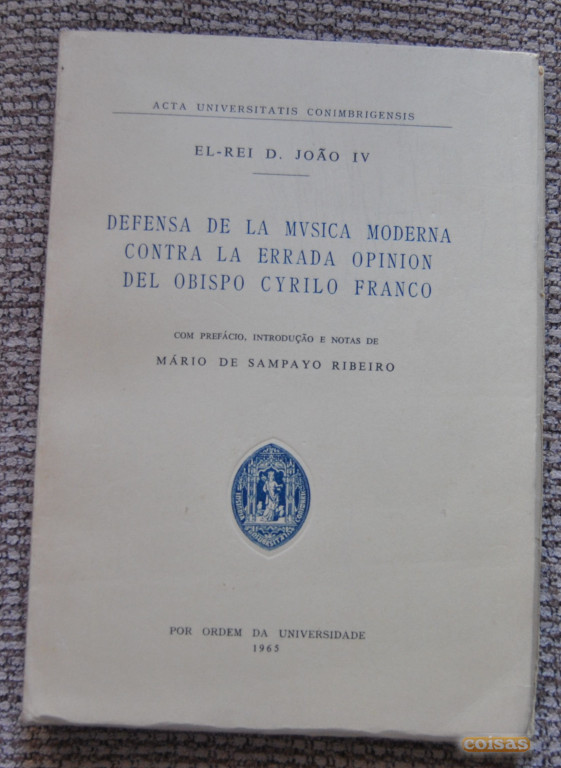 ACTA UNIVERSITATIS CONIMBRIGENSIS
EL-REI D. JOÃO IV
DEFENSA DE LA MVSICA MODERNA
CONTRA LA ERRADA OPINION
DEL OBISPO CYRILO FRANCO
COM PREFÁCIO, INTRODUÇÃO E NOTAS DE
MÁRIO DE SAMPAYO RIBEIRO
POR ORDEM DA UNIVERSIDADE
1965
coisas